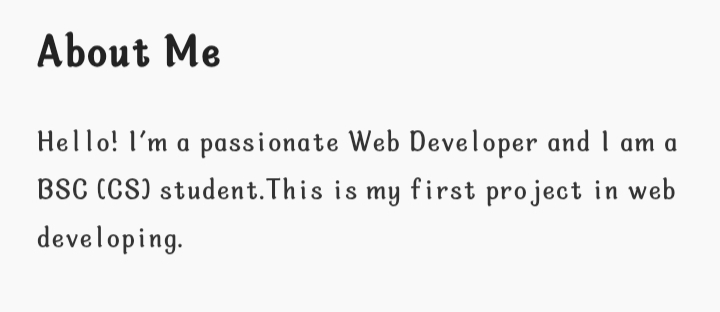 About Me
Hello! I'm a passionate Web Developer and I am a
BSC (CS) student.This is my first project in web
developing.